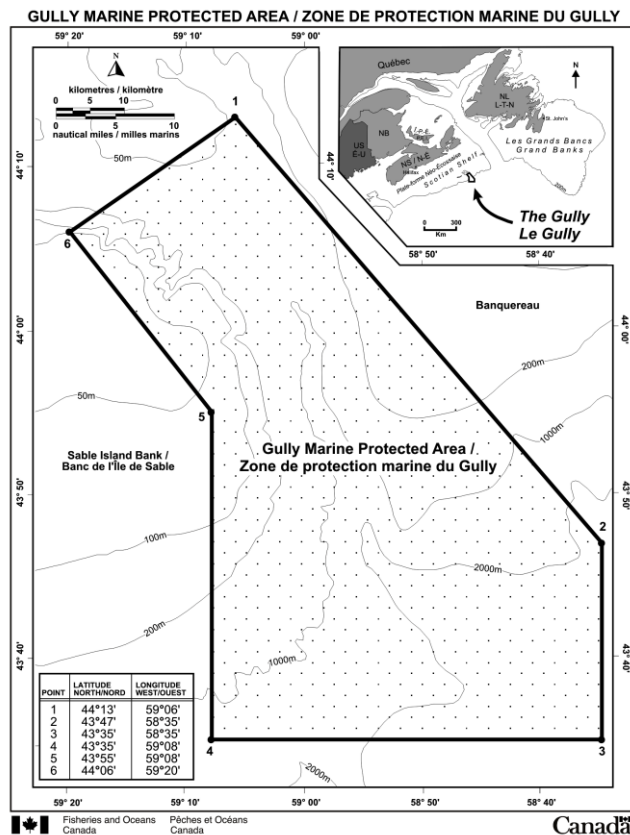 GULLY MARINE PROTECTED AREA / ZONE DE PROTECTION MARINE DU GULLY
59° 20'
59° 10'
59° 00'
N
kilometres / kilomètre
0 5 10
0 5 10
nautical miles / milles marins
50m
1
44° 10'
44° 10'
Québec
N
NL
L-T-N
St. John's
NB
US
É-U
NS / N-É
Halifax
Plate-forme Néo-Écossaise
Scotian Shelf
Les Grands Bancs
Grand Banks
200m
0 300
Km
The Gully
Le Gully
58° 50'
58° 40'
6
Banquereau
44° 00'
44° 00'
200m
50m
5
1000m
Sable Island Bank /
Banc de l'Île de Sable
Gully Marine Protected Area /
Zone de protection marine du Gully
43° 50'
43° 50'
2
100m
2000m
200m
43° 40'
43° 40'
1000m
POINT LATITUDE NORTH/NORD LONGITUDE WEST/OUEST
1 44°13' 59°06'
2 43°47' 58°35'
3 43°35' 58°35'
4 43°35' 59°08'
5 43°55' 59°08'
6 44°06' 59°20'
4
3
2000m
59° 20'
59° 10'
59° 00'
58° 50'
58° 40'
Fisheries and Oceans Canada
Pêches et Océans Canada
Canada